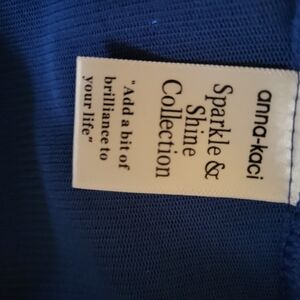 anna-kaci
Sparkle &
Shine
Collection
"Add a bit of
brilliance to
your life"